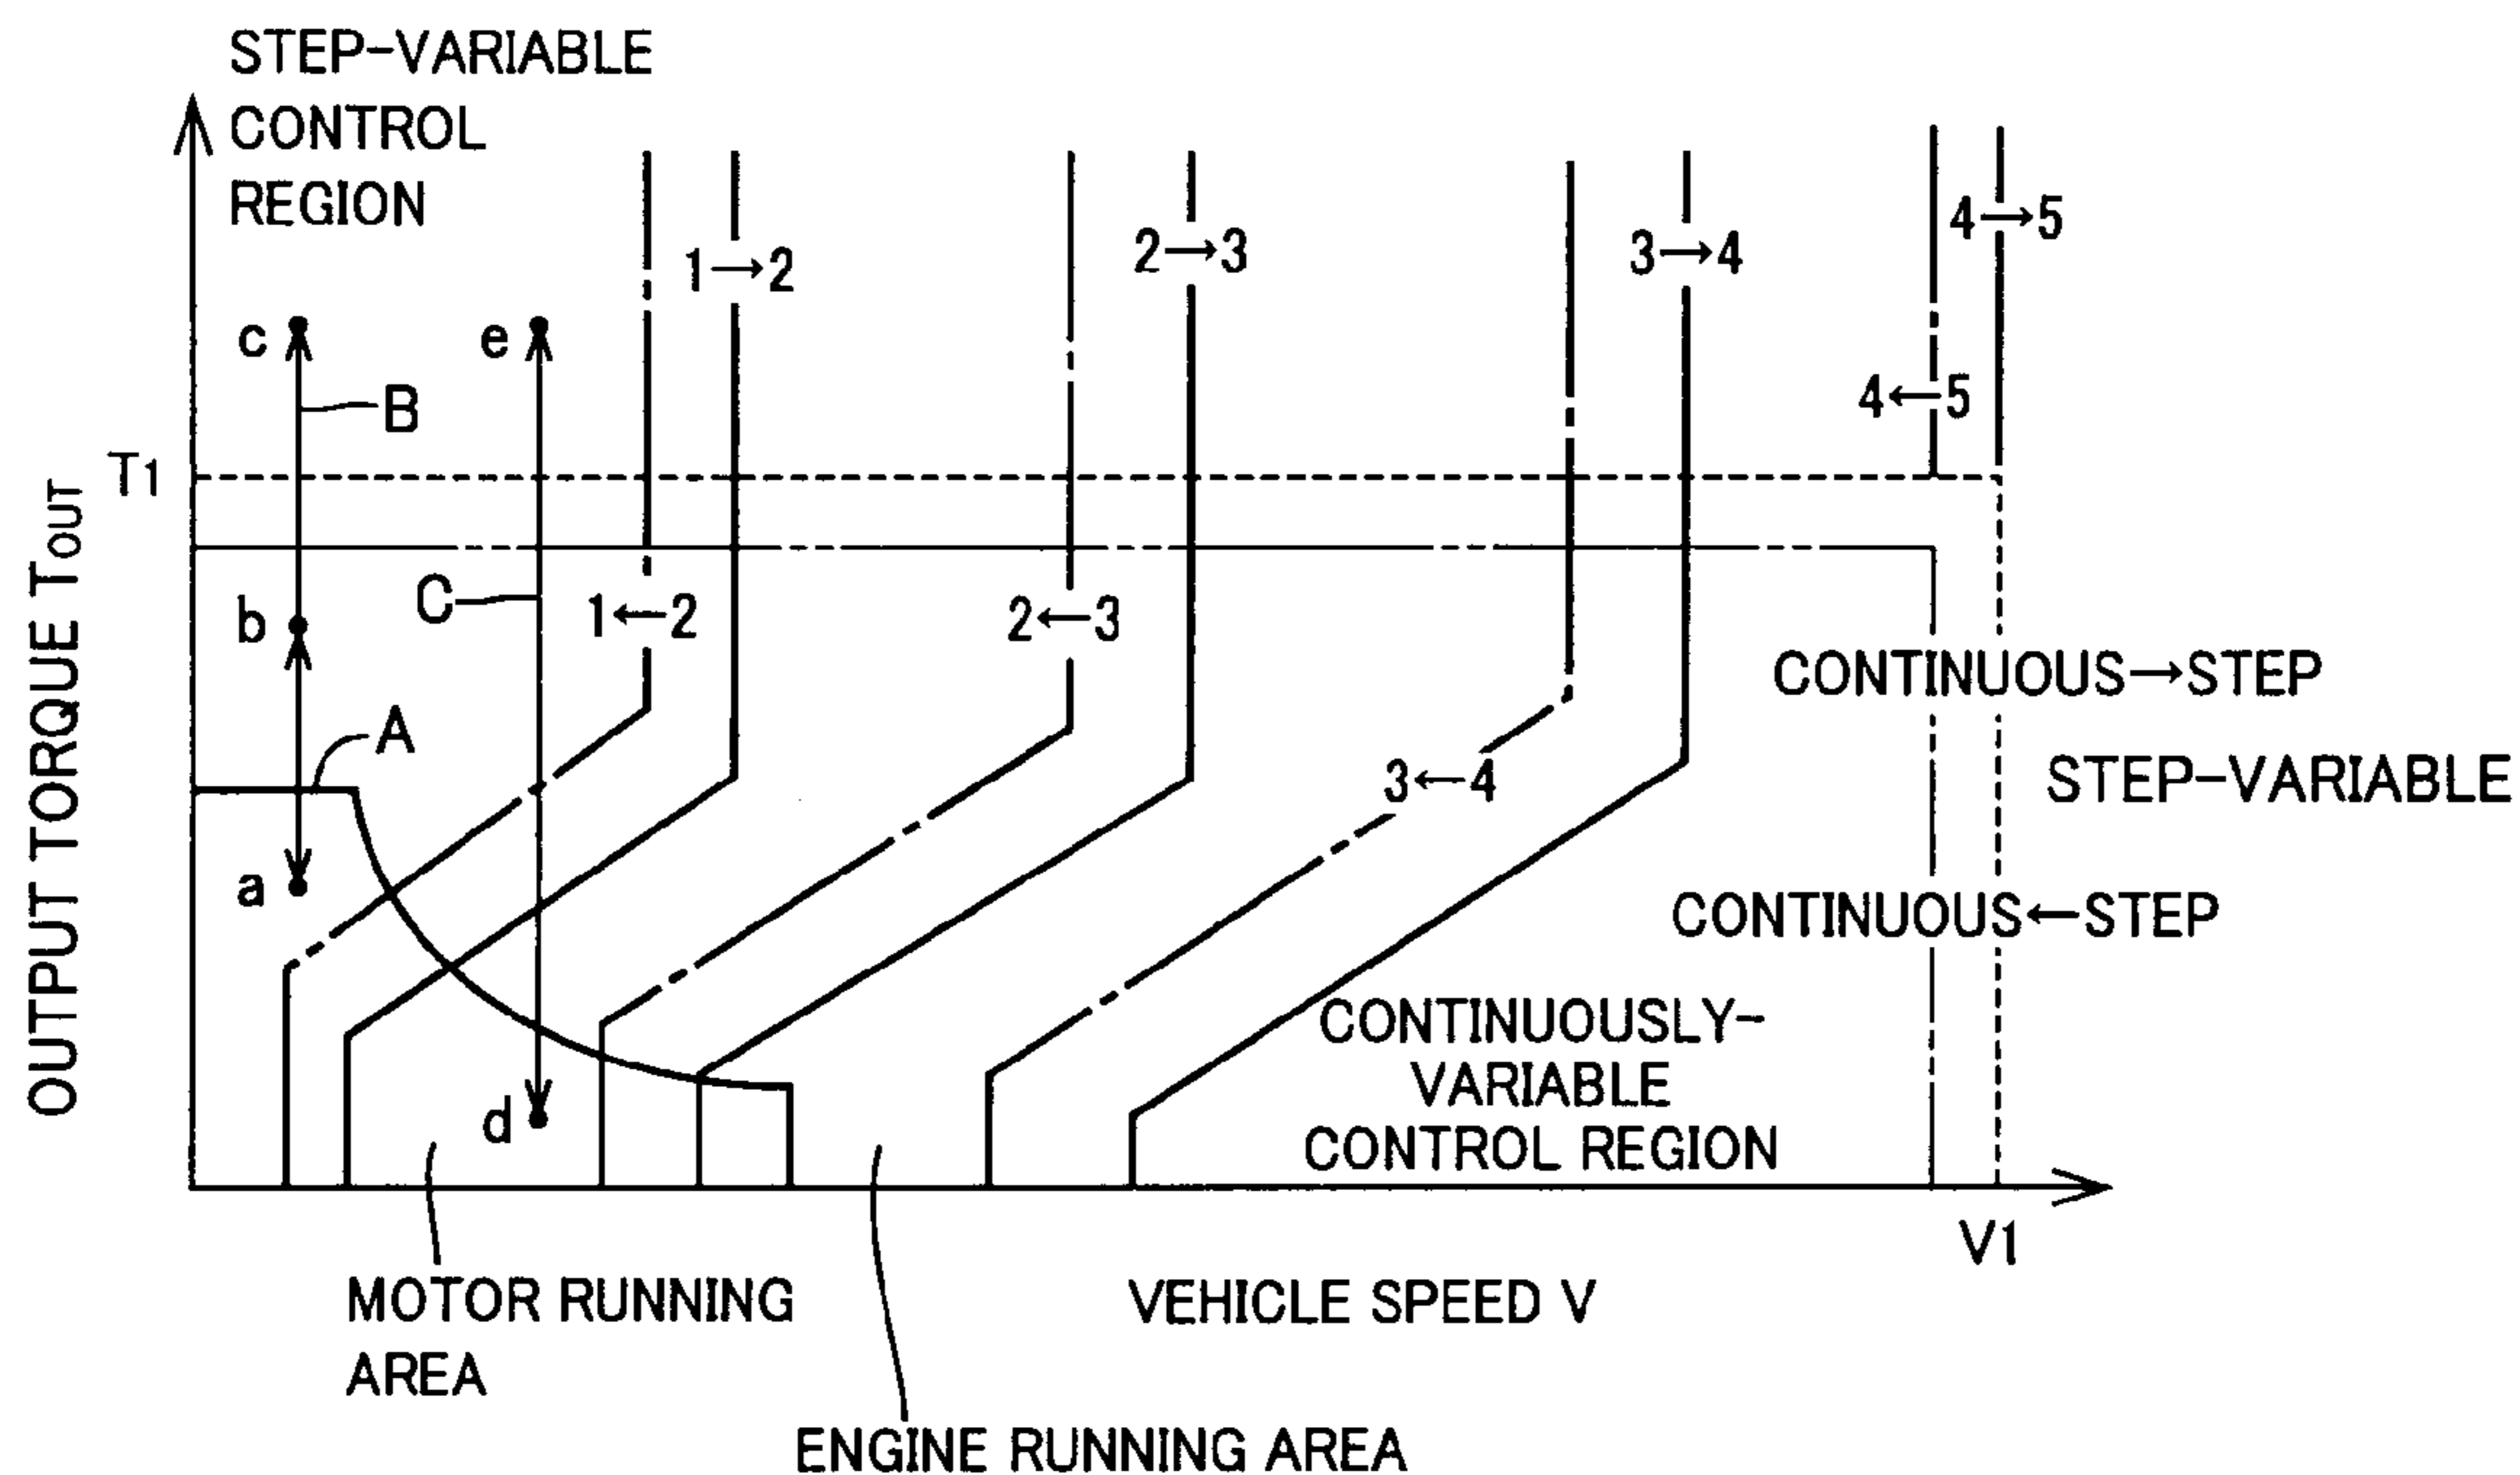 STEP-VARIABLE
CONTROL
REGION
1→2
2→3
3→4
4→5
c
e
B
4←5
T1
OUTPUT TORQUE TOUT
b
C
1←2
2←3
CONTINUOUS→STEP
A
3←4
STEP-VARIABLE
a
CONTINUOUS←STEP
d
CONTINUOUSLY-
VARIABLE
CONTROL REGION
V1
MOTOR RUNNING
AREA
VEHICLE SPEED V
ENGINE RUNNING AREA